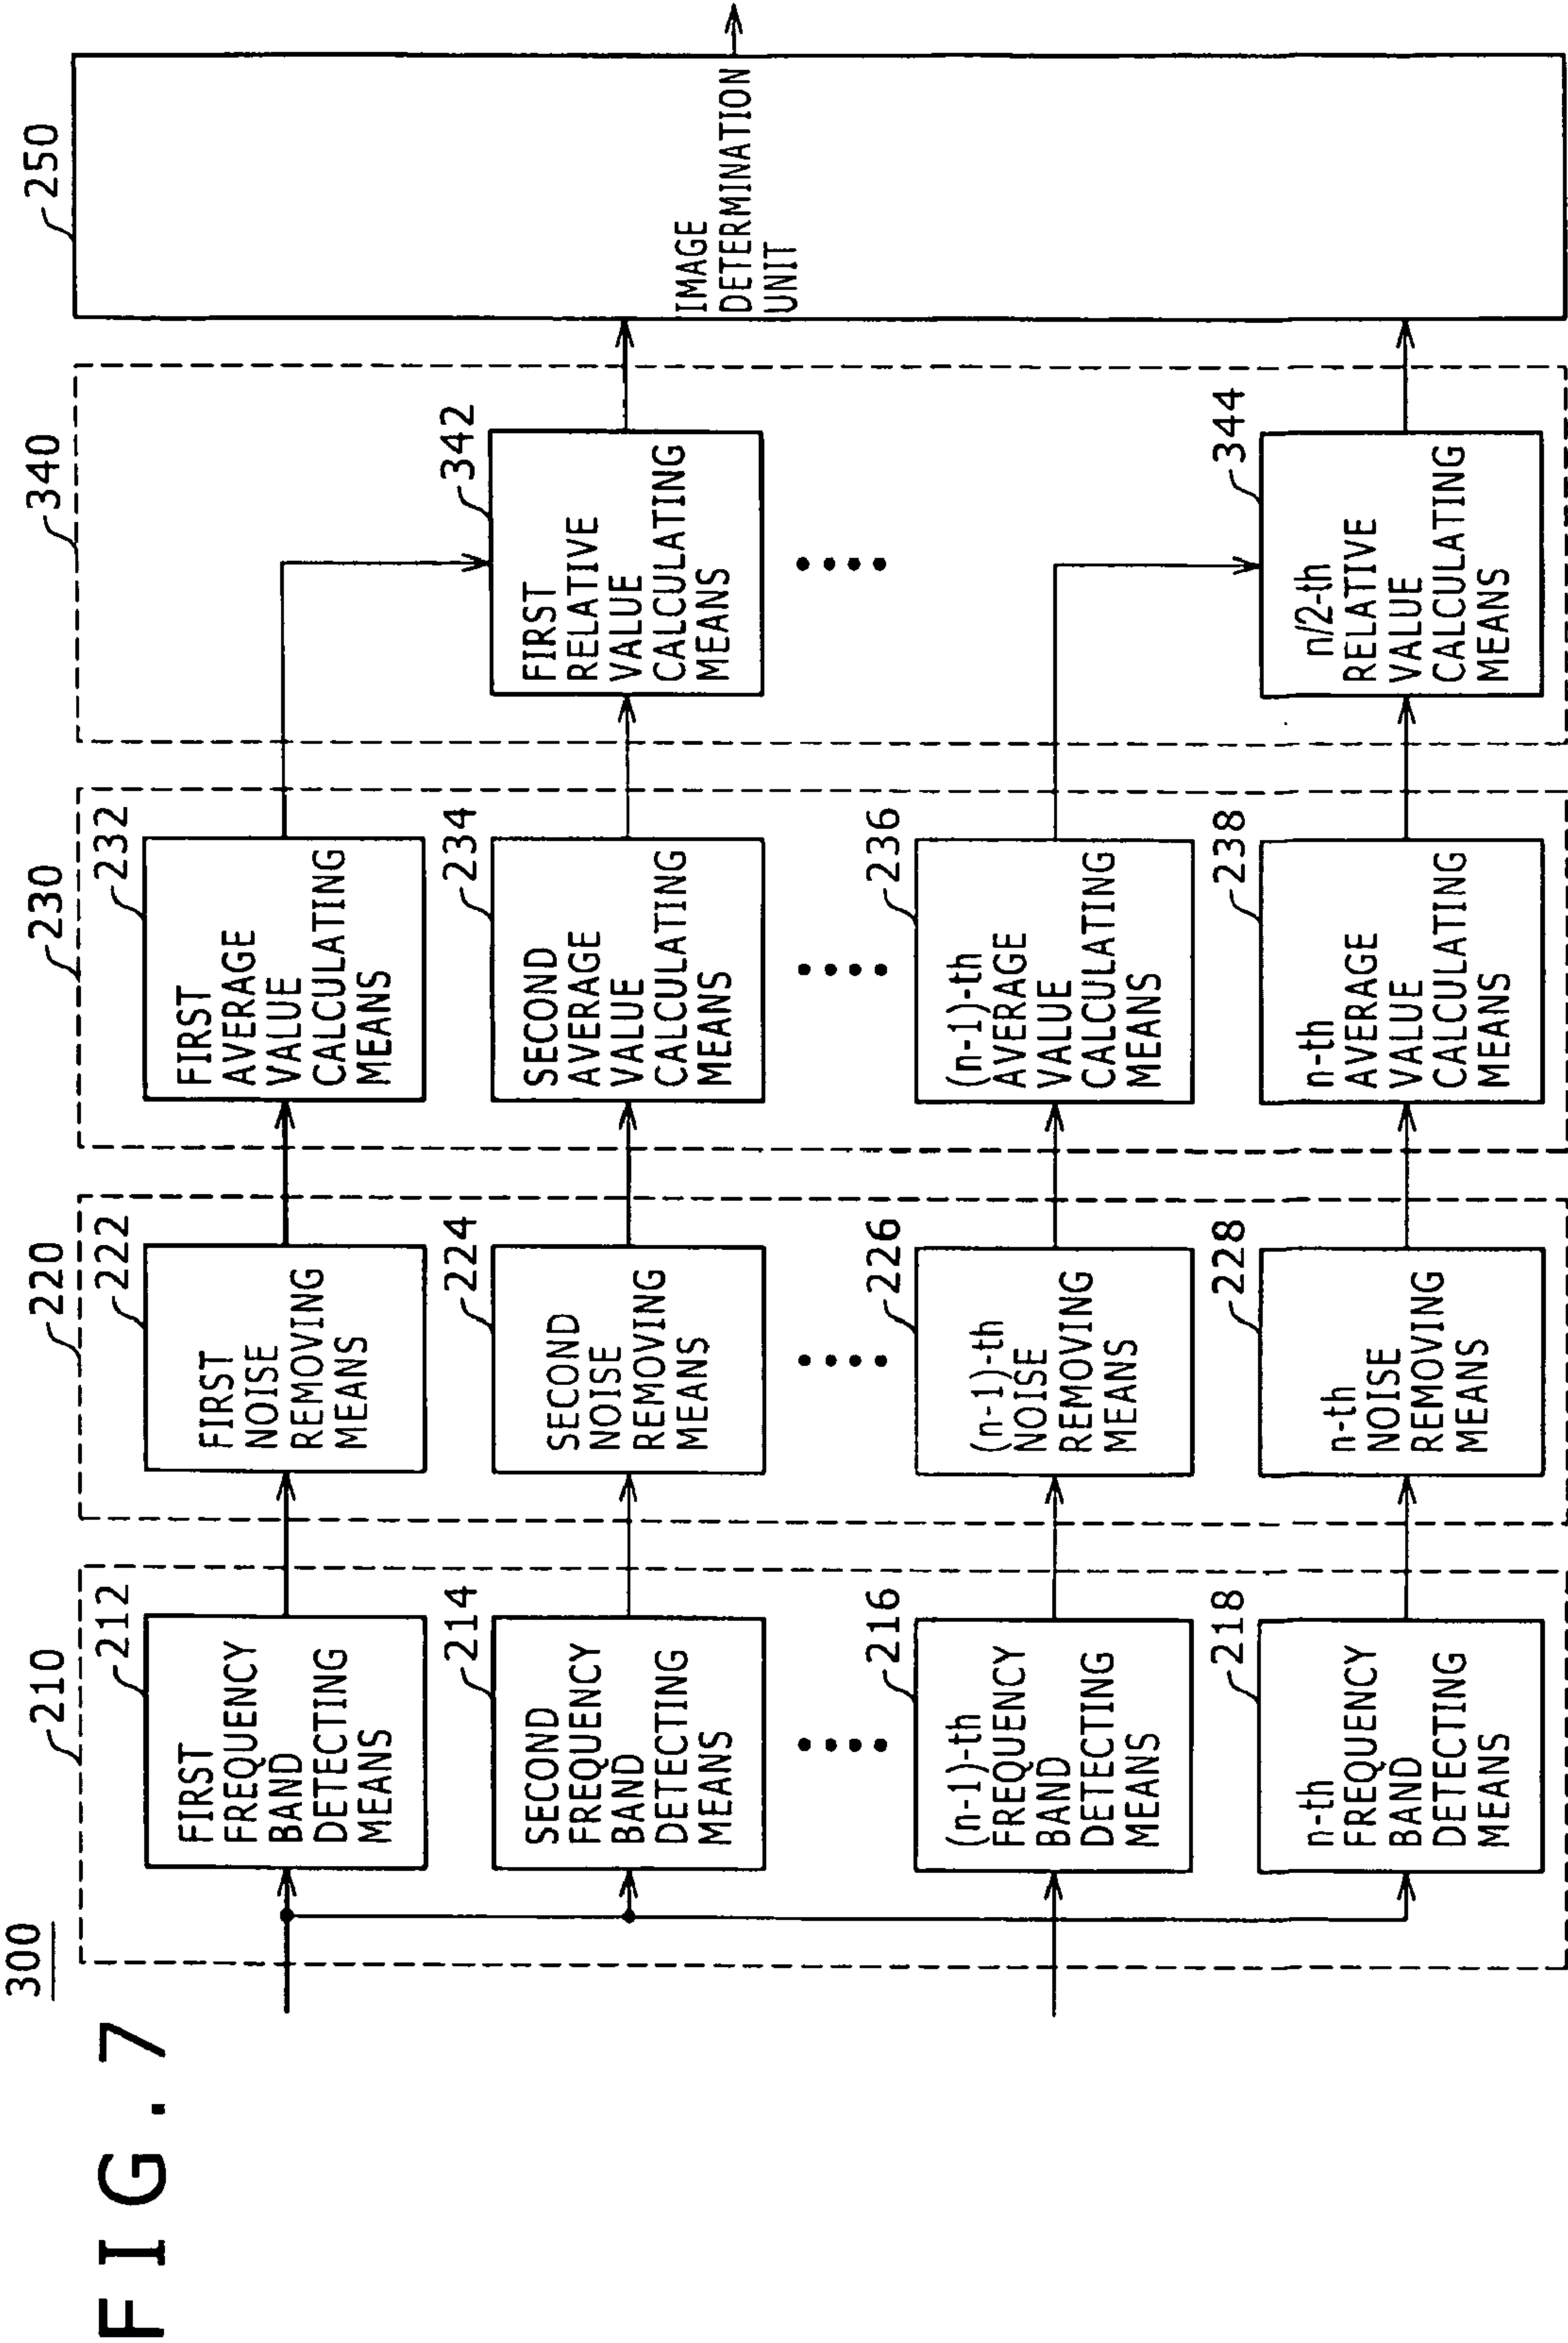 FIG. 7
300
210
212
FIRST
FREQUENCY
BAND
DETECTING
MEANS
214
SECOND
FREQUENCY
BAND
DETECTING
MEANS
216
(n-1)-th
FREQUENCY
BAND
DETECTING
MEANS
218
n-th
FREQUENCY
BAND
DETECTING
MEANS
220
222
FIRST
NOISE
REMOVING
MEANS
224
SECOND
NOISE
REMOVING
MEANS
226
(n-1)-th
NOISE
REMOVING
MEANS
228
n-th
NOISE
REMOVING
MEANS
230
232
FIRST
AVERAGE
VALUE
CALCULATING
MEANS
234
SECOND
AVERAGE
VALUE
CALCULATING
MEANS
236
(n-1)-th
AVERAGE
VALUE
CALCULATING
MEANS
238
n-th
AVERAGE
VALUE
CALCULATING
MEANS
340
342
FIRST
RELATIVE
VALUE
CALCULATING
MEANS
344
n/2-th
RELATIVE
VALUE
CALCULATING
MEANS
250
IMAGE
DETERMINATION
UNIT